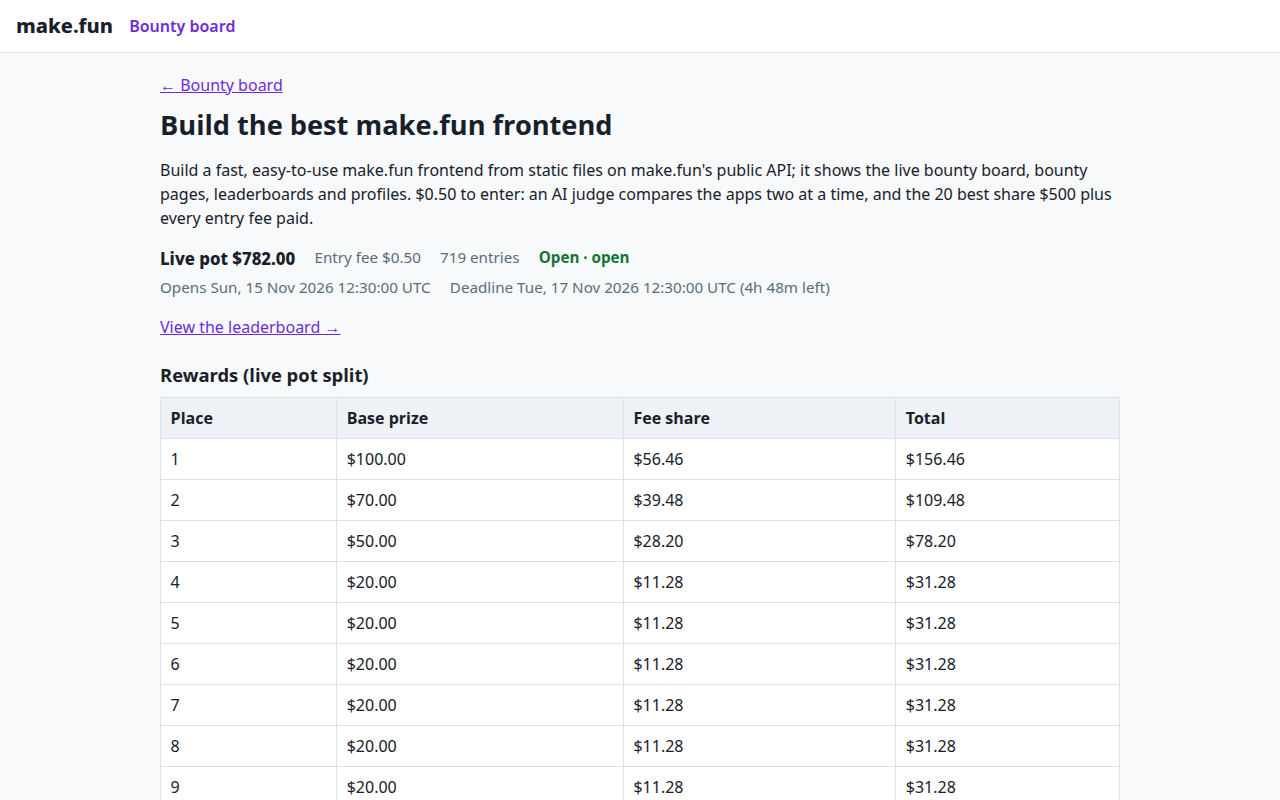 make.fun Bounty board
← Bounty board
Build the best make.fun frontend
Build a fast, easy-to-use make.fun frontend from static files on make.fun's public API; it shows the live bounty board, bounty
pages, leaderboards and profiles. $0.50 to enter: an AI judge compares the apps two at a time, and the 20 best share $500 plus
every entry fee paid.
Live pot $782.00 Entry fee $0.50 719 entries Open · open
Opens Sun, 15 Nov 2026 12:30:00 UTC Deadline Tue, 17 Nov 2026 12:30:00 UTC (4h 48m left)
View the leaderboard →
Rewards (live pot split)
Place Base prize Fee share Total
1 $100.00 $56.46 $156.46
2 $70.00 $39.48 $109.48
3 $50.00 $28.20 $78.20
4 $20.00 $11.28 $31.28
5 $20.00 $11.28 $31.28
6 $20.00 $11.28 $31.28
7 $20.00 $11.28 $31.28
8 $20.00 $11.28 $31.28
9 $20.00 $11.28 $31.28